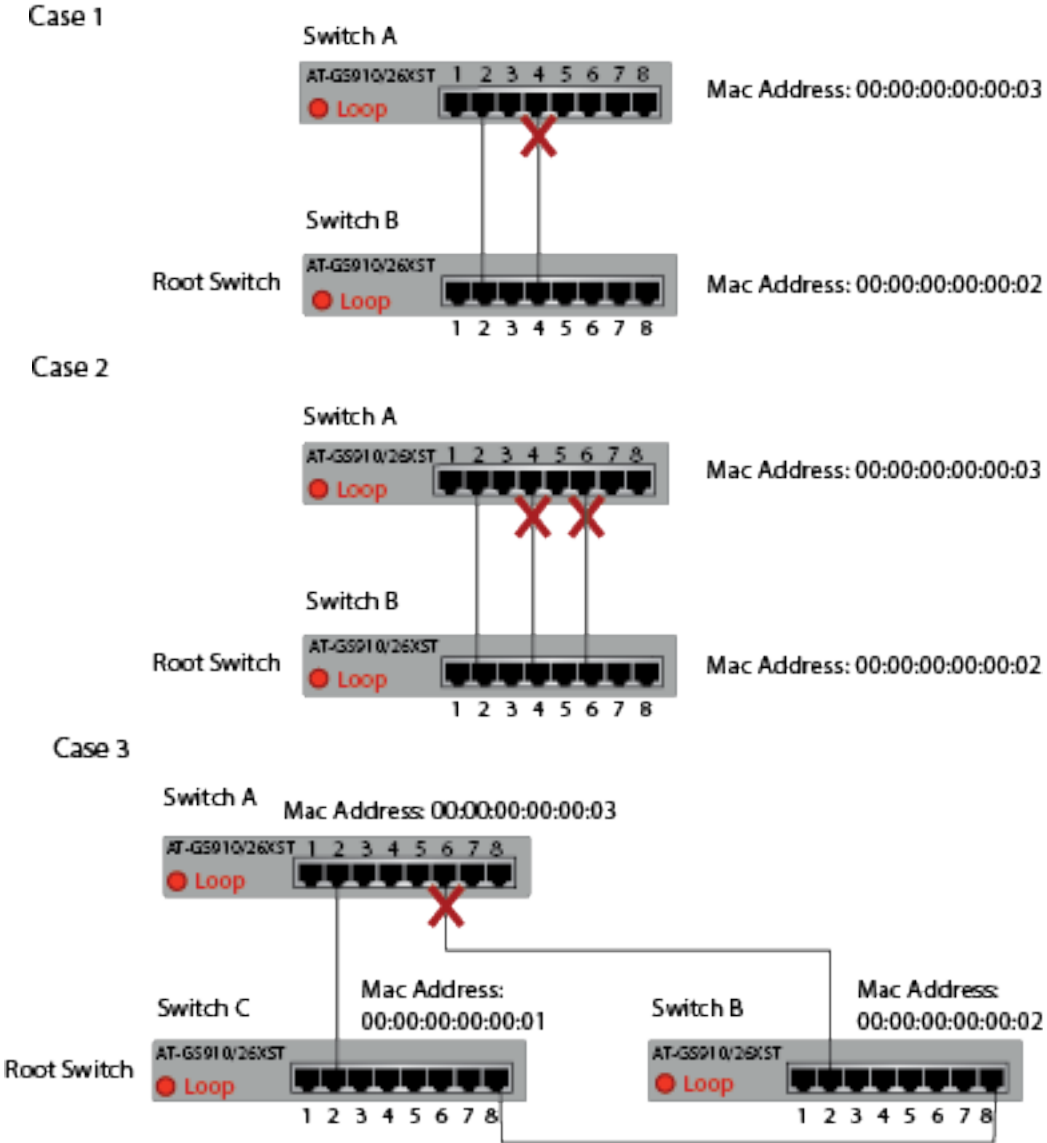 Case 1
Switch A
AT-GS910/26XST 1 2 3 4 5 6 7 8
Loop
Mac Address: 00:00:00:00:00:03
Switch B
Root Switch
AT-GS910/26XST
Loop
Mac Address: 00:00:00:00:00:02
1 2 3 4 5 6 7 8
Case 2
Switch A
AT-GS910/26XST 1 2 3 4 5 6 7 8
Loop
Mac Address: 00:00:00:00:00:03
Switch B
Root Switch
AT-GS910/26XST
Loop
Mac Address: 00:00:00:00:00:02
1 2 3 4 5 6 7 8
Case 3
Switch A
Mac Address: 00:00:00:00:00:03
AT-GS910/26XST 1 2 3 4 5 6 7 8
Loop
Switch C
Mac Address:
00:00:00:00:00:01
Switch B
Mac Address:
00:00:00:00:00:02
Root Switch
AT-GS910/26XST
Loop
1 2 3 4 5 6 7 8
AT-GS910/26XST
Loop
1 2 3 4 5 6 7 8